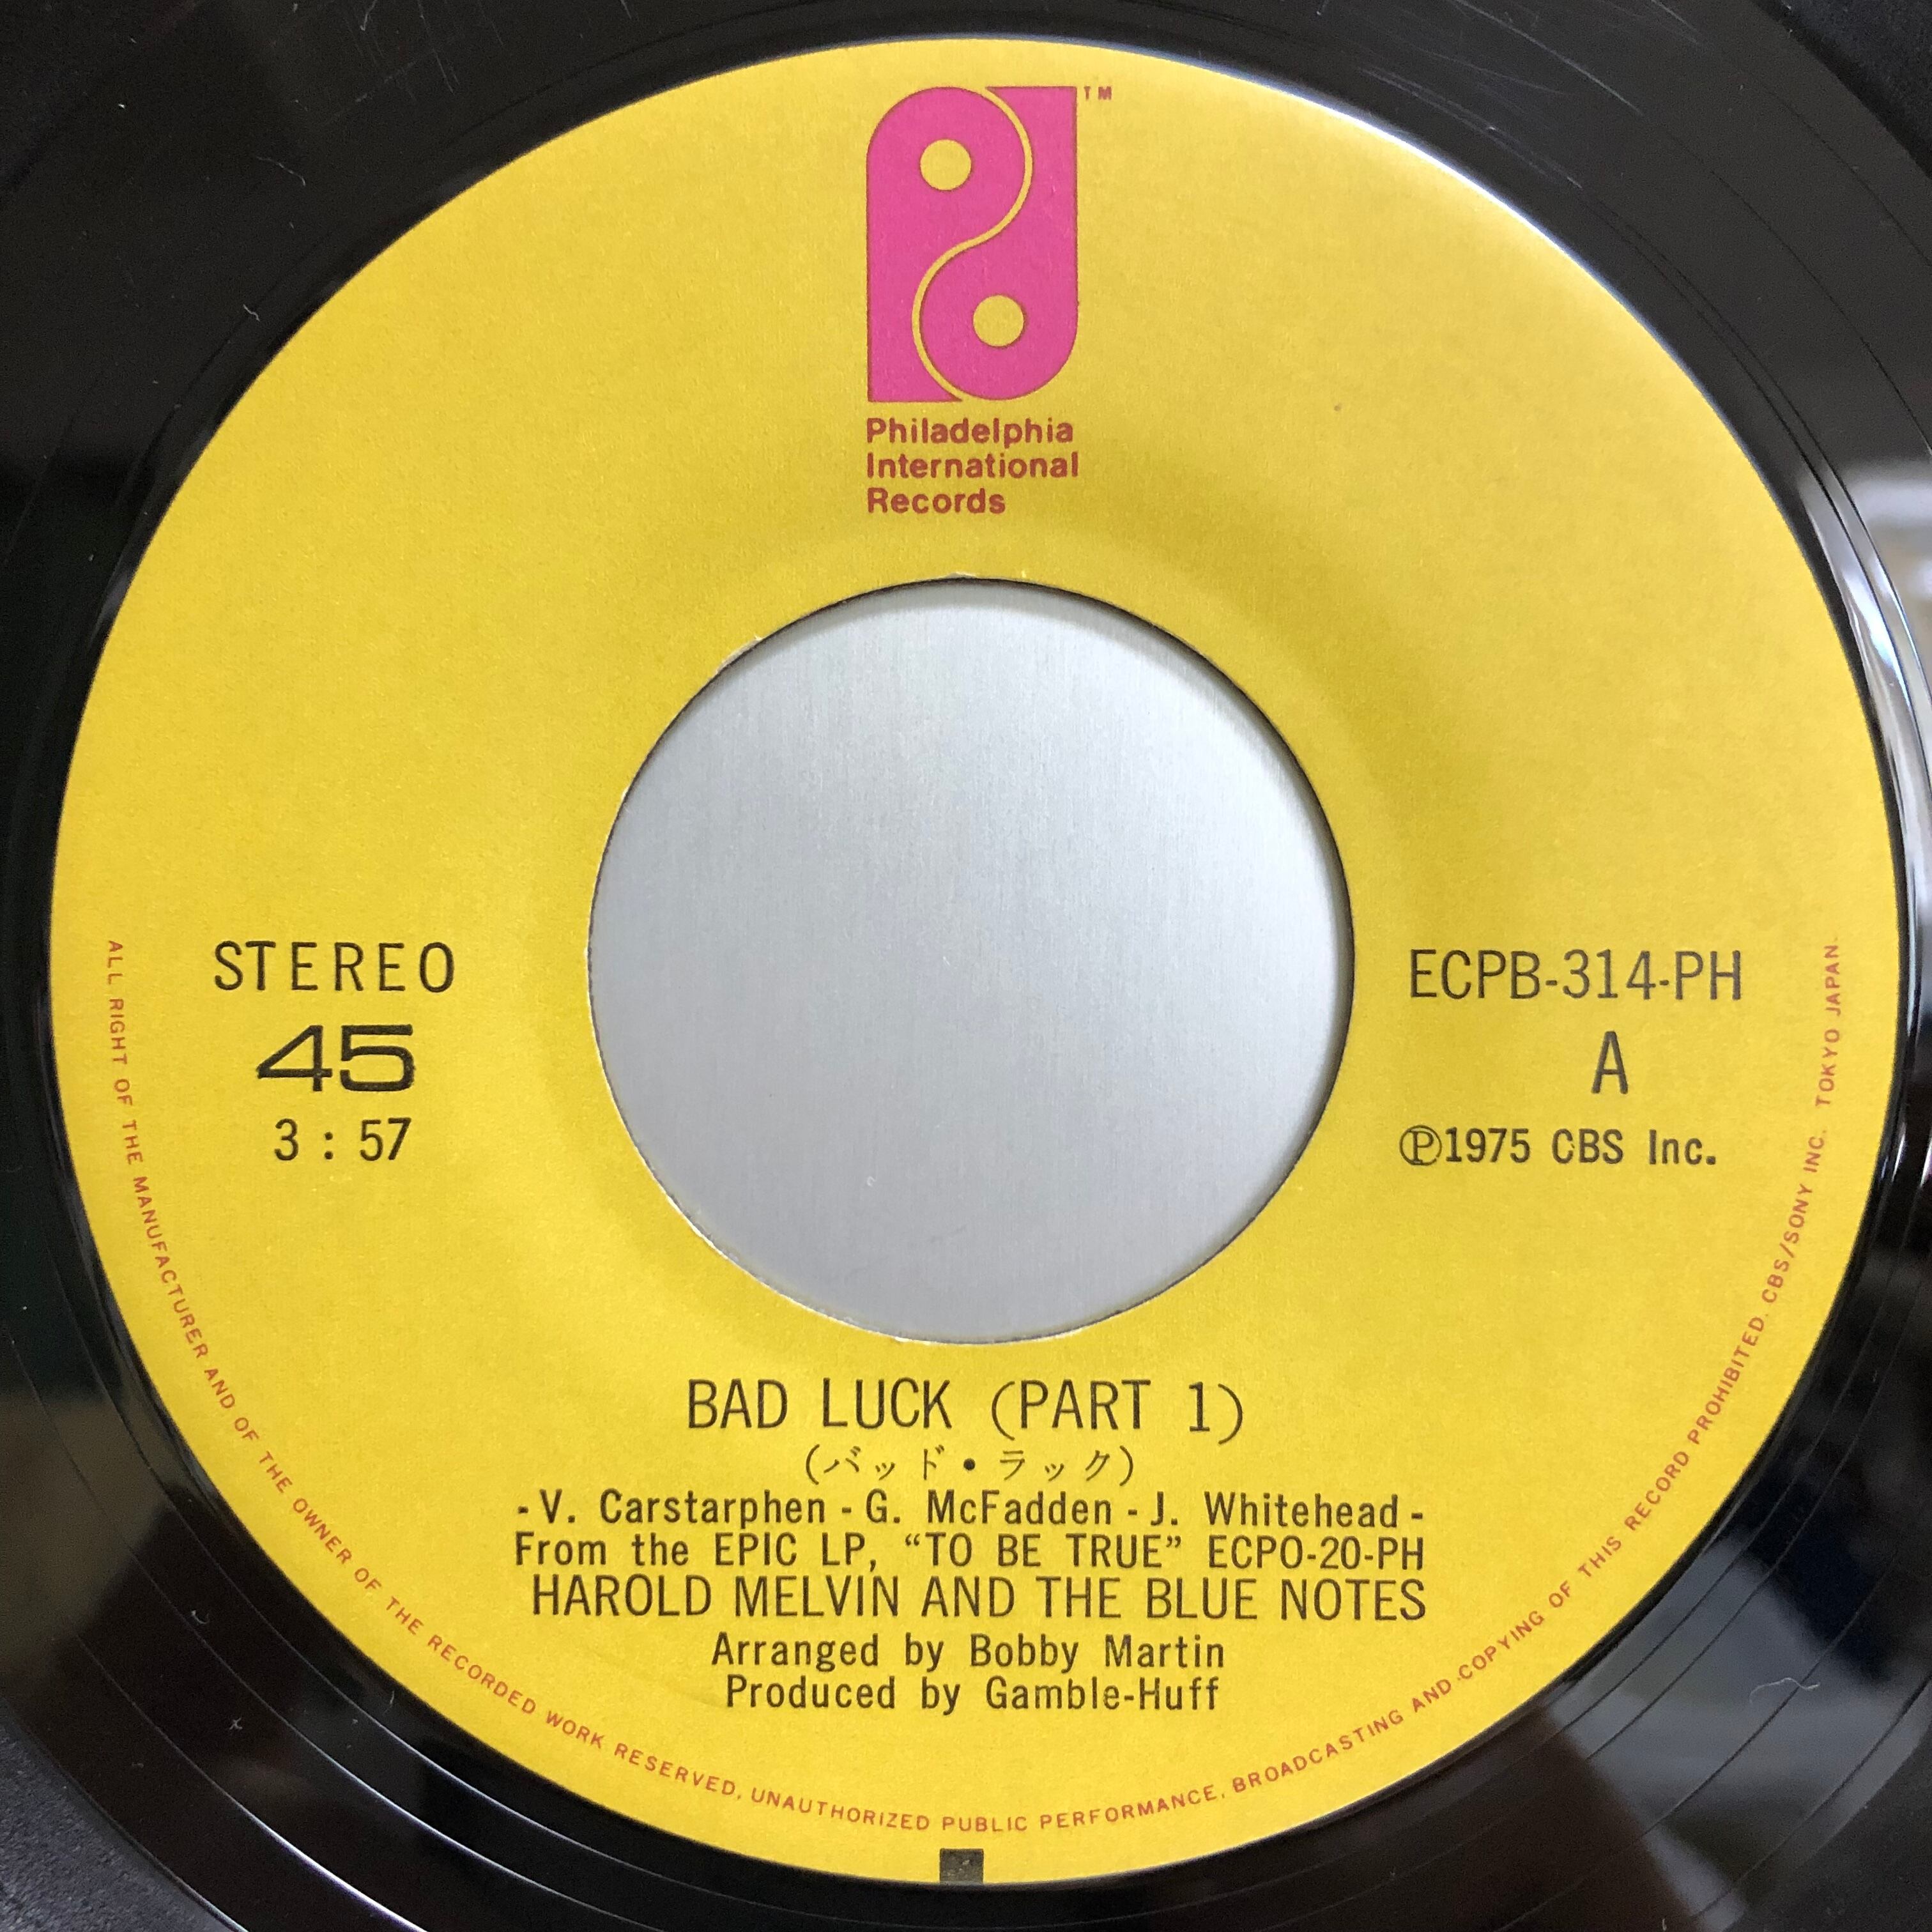 TM
Philadelphia
International
Records
STEREO
45
3 : 57
ECPB-314-PH
A
Ⓟ1975 CBS Inc.
BAD LUCK (PART 1)
(バッド・ラック)
- V. Carstarphen - G. McFadden - J. Whitehead -
From the EPIC LP, “TO BE TRUE” ECPO-20-PH
HAROLD MELVIN AND THE BLUE NOTES
Arranged by Bobby Martin
Produced by Gamble-Huff
ALL RIGHT OF THE MANUFACTURER AND OF THE OWNER OF THE RECORDED WORK RESERVED, UNAUTHORIZED PUBLIC PERFORMANCE, BROADCASTING AND COPYING OF THIS RECORD PROHIBITED. CBS/SONY INC. TOKYO JAPAN.